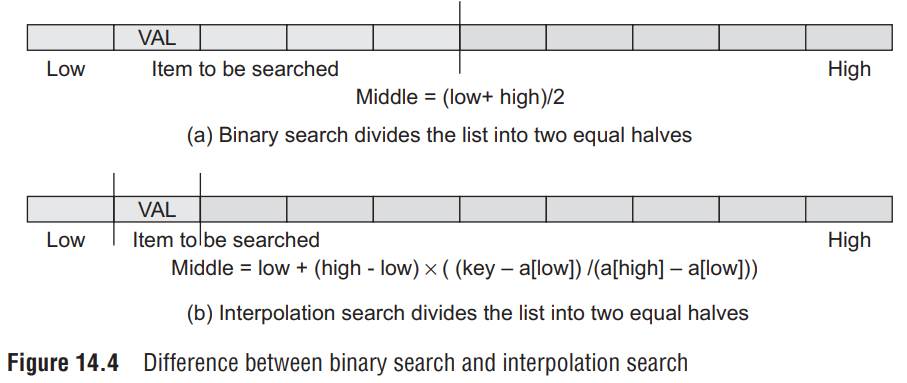 VAL
Low Item to be searched High
Middle = (low+ high)/2
(a) Binary search divides the list into two equal halves
VAL
Low Item to be searched High
Middle = low + (high - low) × ( (key – a[low]) /(a[high] – a[low]))
(b) Interpolation search divides the list into two equal halves
Figure 14.4 Difference between binary search and interpolation search